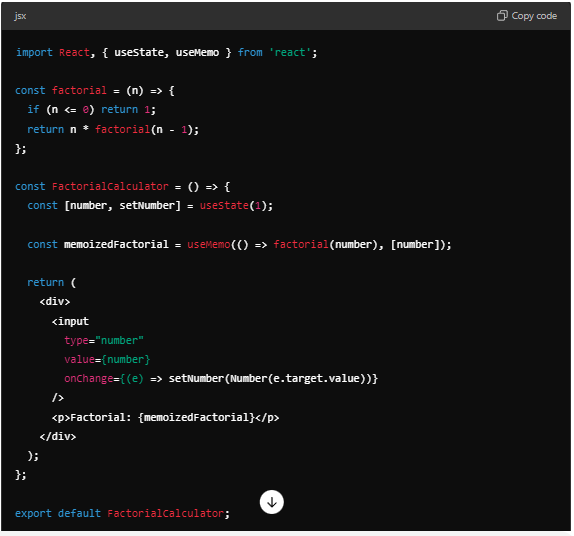 jsx
Copy code
import React, { useState, useMemo } from 'react';
const factorial = (n) => {
  if (n <= 0) return 1;
  return n * factorial(n - 1);
};
const FactorialCalculator = () => {
  const [number, setNumber] = useState(1);
  const memoizedFactorial = useMemo(() => factorial(number), [number]);
  return (
    <div>
      <input
        type="number"
        value={number}
        onChange={(e) => setNumber(Number(e.target.value))}
      />
      <p>Factorial: {memoizedFactorial}</p>
    </div>
  );
};
export default FactorialCalculator;